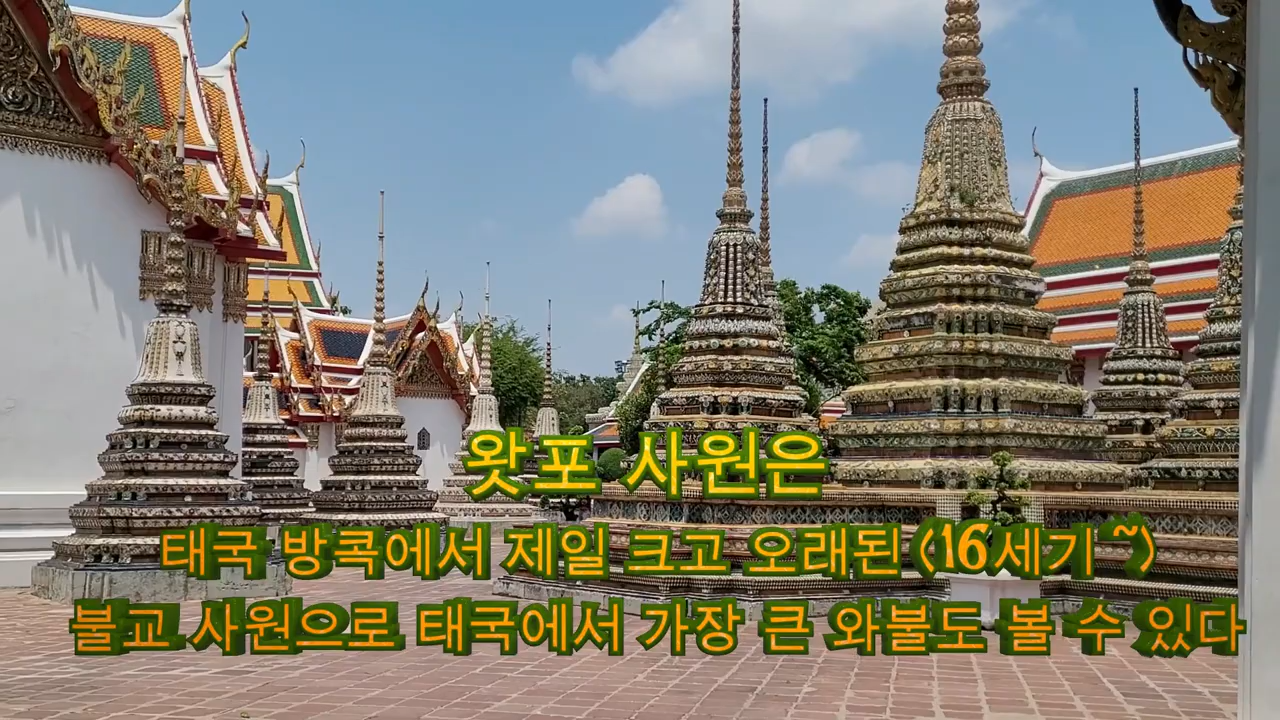 왓포 사원은
태국 방콕에서 제일 크고 오래된 (16세기 ~)
불교 사원으로 태국에서 가장 큰 와불도 볼 수 있다